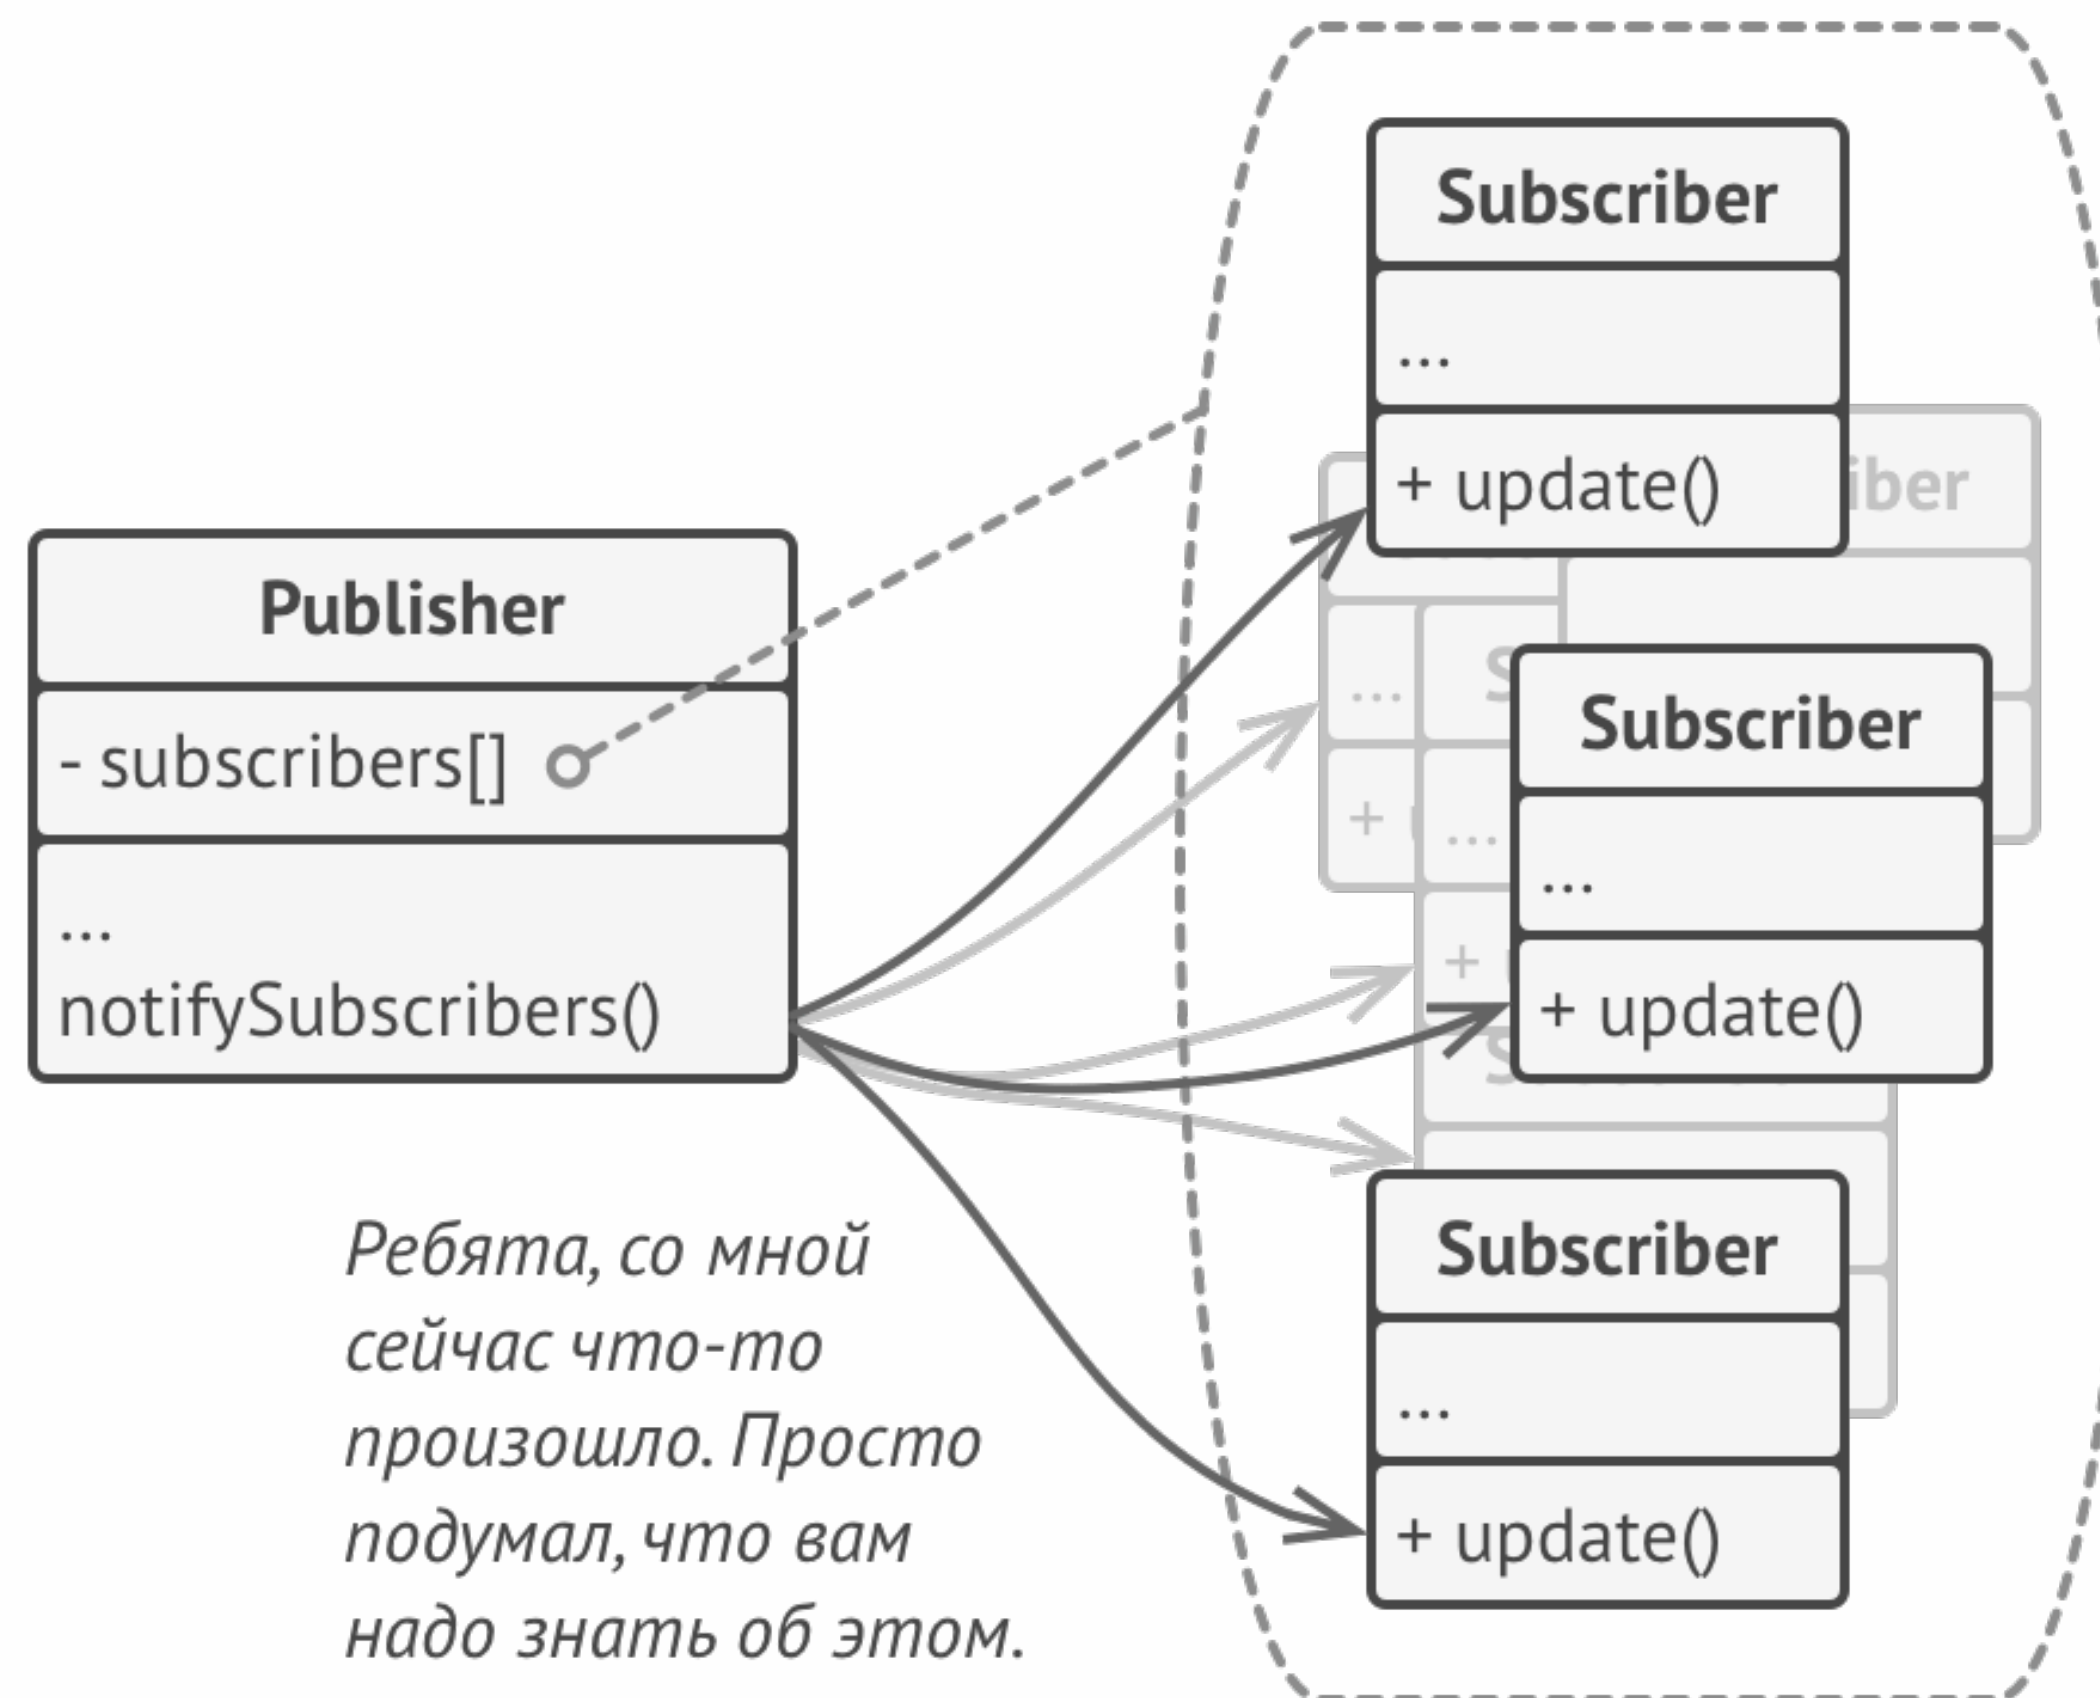 Publisher
- subscribers[]
...
notifySubscribers()
Ребята, со мной
сейчас что-то
произошло. Просто
подумал, что вам
надо знать об этом.
Subscriber
...
+ update()
...
+
...
+
Subscriber
...
+ update()
Subscriber
...
+ update()